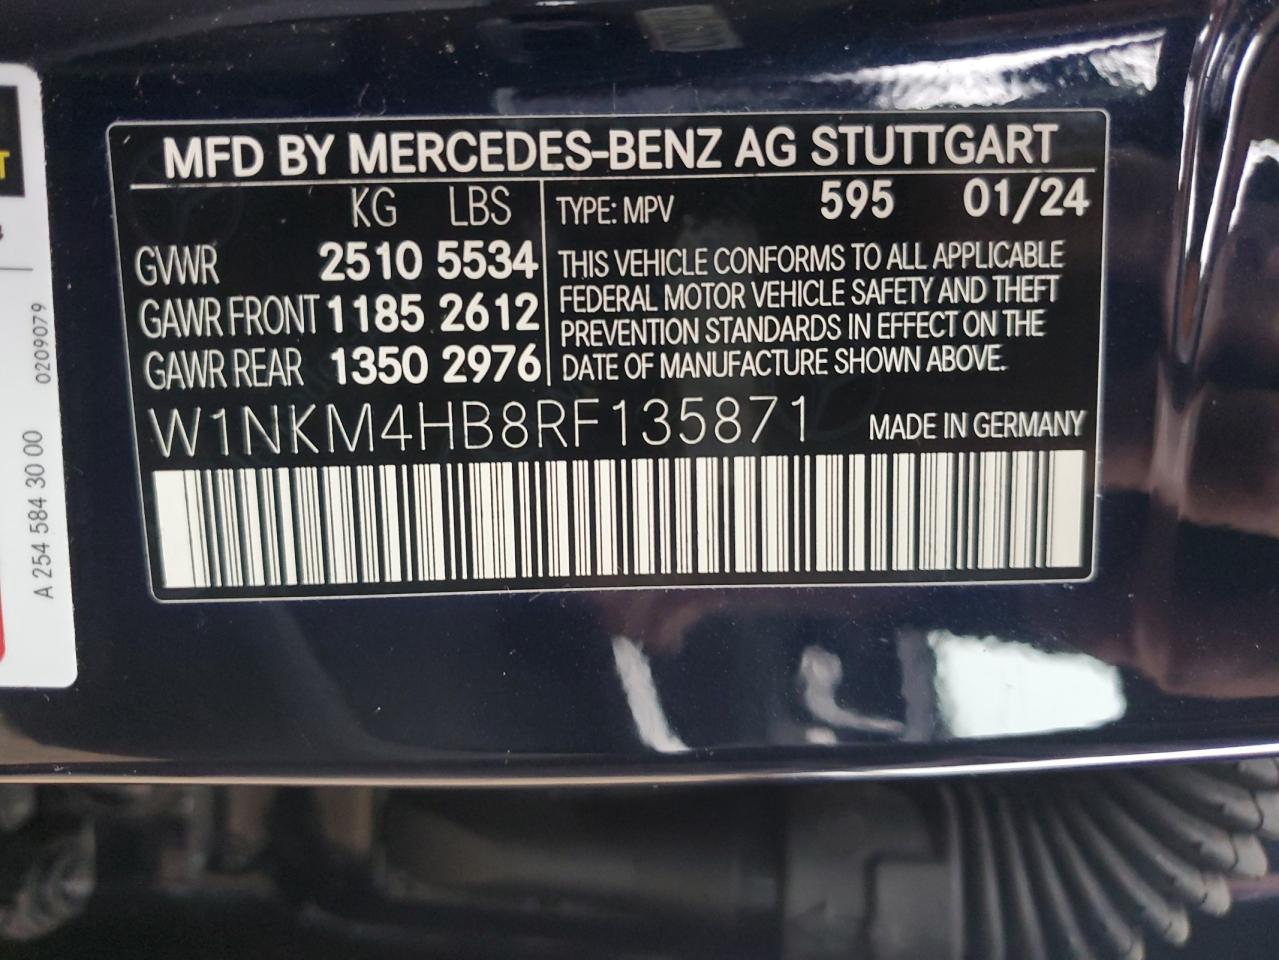 MFD BY MERCEDES-BENZ AG STUTTGART
KG LBS
GVWR 2510 5534
GAWR FRONT 1185 2612
GAWR REAR 1350 2976
TYPE: MPV 595 01/24
THIS VEHICLE CONFORMS TO ALL APPLICABLE
FEDERAL MOTOR VEHICLE SAFETY AND THEFT
PREVENTION STANDARDS IN EFFECT ON THE
DATE OF MANUFACTURE SHOWN ABOVE.
W1NKM4HB8RF135871 MADE IN GERMANY
A 254 584 30 00 0209079